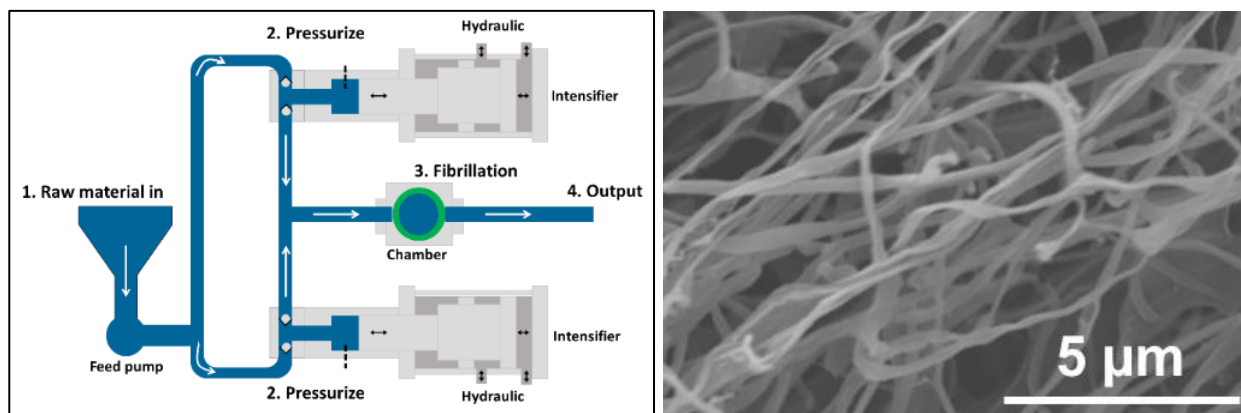 2. Pressurize
Hydraulic
Intensifier
1. Raw material in
3. Fibrillation
4. Output
Chamber
Feed pump
Intensifier
2. Pressurize
Hydraulic
5 µm